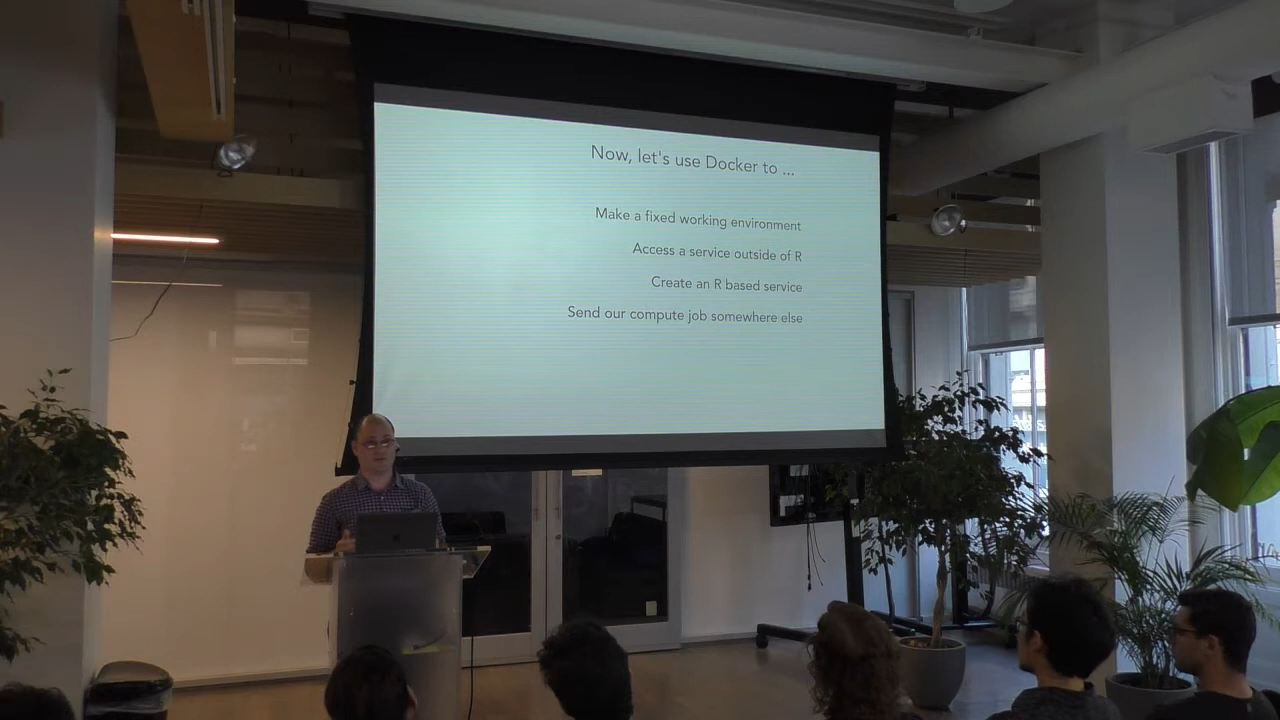 Now, let's use Docker to ...
Make a fixed working environment
Access a service outside of R
Create an R based service
Send our compute job somewhere else